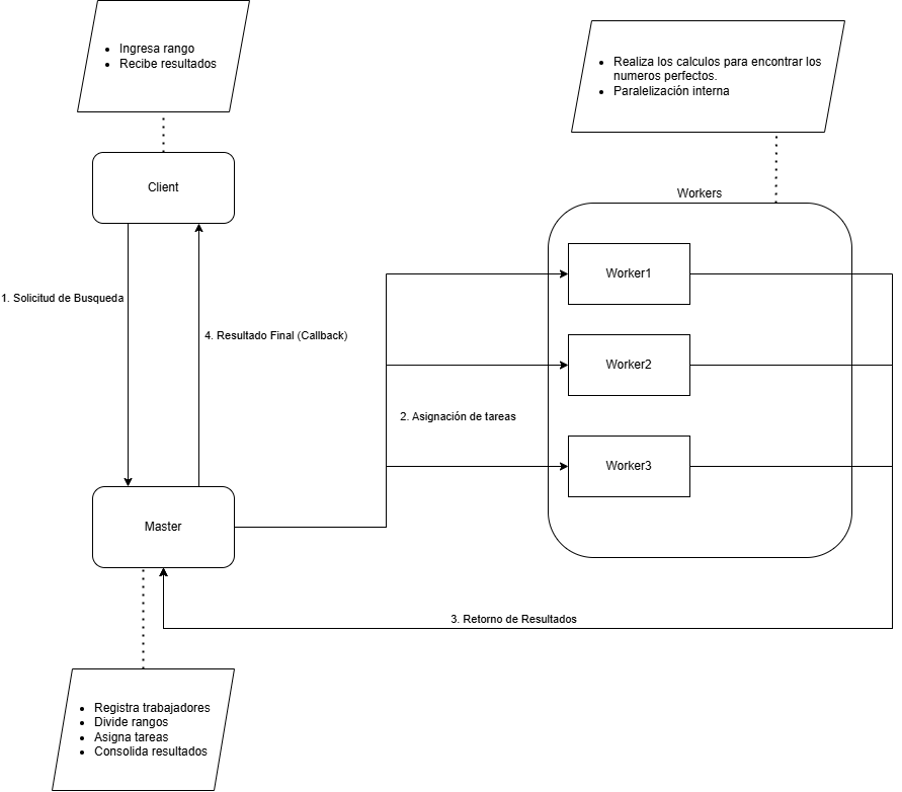 Ingresa rango
Recibe resultados
Realiza los calculos para encontrar los
numeros perfectos.
Paralelización interna
Client
Workers
Worker1
1. Solicitud de Busqueda
4. Resultado Final (Callback)
Worker2
2. Asignación de tareas
Worker3
Master
3. Retorno de Resultados
Registra trabajadores
Divide rangos
Asigna tareas
Consolida resultados